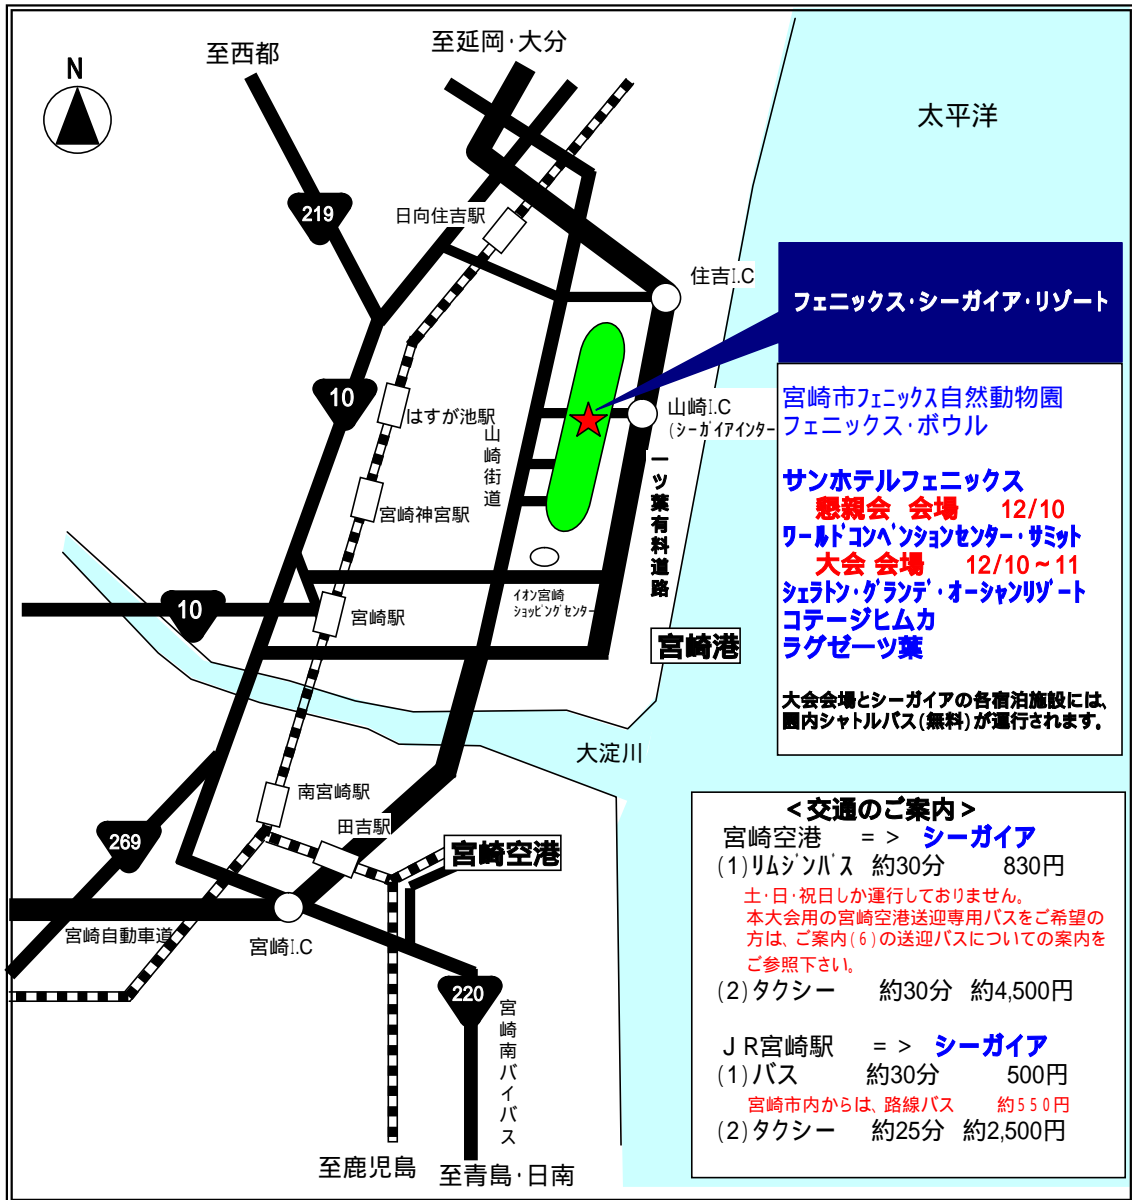 至延岡・大分
至西都
N
太平洋
219
日向住吉駅
住吉I.C
フェニックス・シーガイア・リゾート
10
はすが池駅
山崎街道
山崎I.C
(シーガイアインター
宮崎市フェニックス自然動物園
フェニックス・ボウル
一ッ葉有料道路
サンホテルフェニックス
懇親会 会場 12/10
ワールドコンベンションセンター・サミット
大会 会場 12/10~11
シェラトン・グランデ・オーシャンリゾート
コテージヒムカ
ラグゼーツ葉
宮崎神宮駅
イオン宮崎
ショッピングセンター
10
宮崎駅
宮崎港
大会会場とシーガイアの各宿泊施設には、
園内シャトルバス(無料)が運行されます。
大淀川
南宮崎駅
田吉駅
269
宮崎空港
宮崎自動車道
宮崎I.C
220
宮崎南バイパス
至鹿児島
至青島・日南
<交通のご案内>
宮崎空港 => シーガイア
(1)リムジンバス 約30分 830円
土・日・祝日しか運行しておりません。
本大会用の宮崎空港送迎専用バスをご希望の
方は、ご案内(6)の送迎バスについての案内を
ご参照下さい。
(2)タクシー 約30分 約4,500円
JR宮崎駅 => シーガイア
(1)バス 約30分 500円
宮崎市内からは、路線バス 約550円
(2)タクシー 約25分 約2,500円